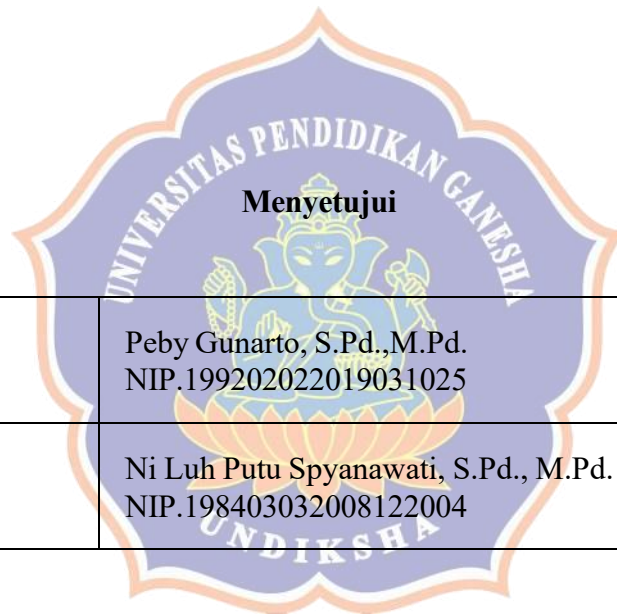 UNIVERSITAS PENDIDIKAN GANESHA
Menyetujui
Peby Gunarto, S.Pd.,M.Pd.
NIP.199202022019031025
Ni Luh Putu Spyanawati, S.Pd., M.Pd.
NIP.198403032008122004
UNDIKSHA